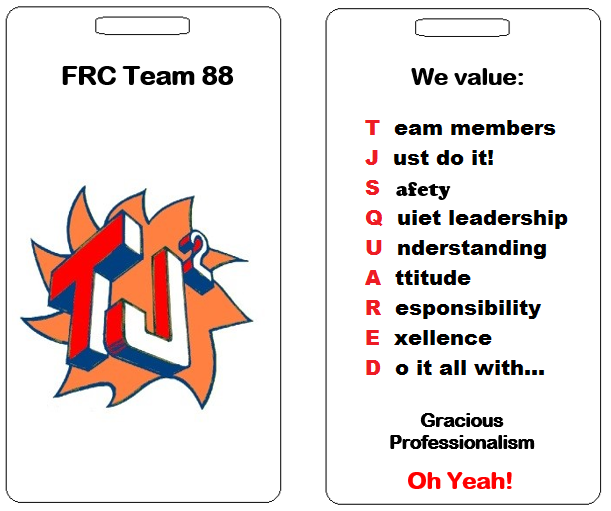 FRC Team 88
TJ²
We value:
T eam members
J ust do it!
S afety
Q uiet leadership
U nderstanding
A ttitude
R esponsibility
E xellence
D o it all with...
Gracious
Professionalism
Oh Yeah!